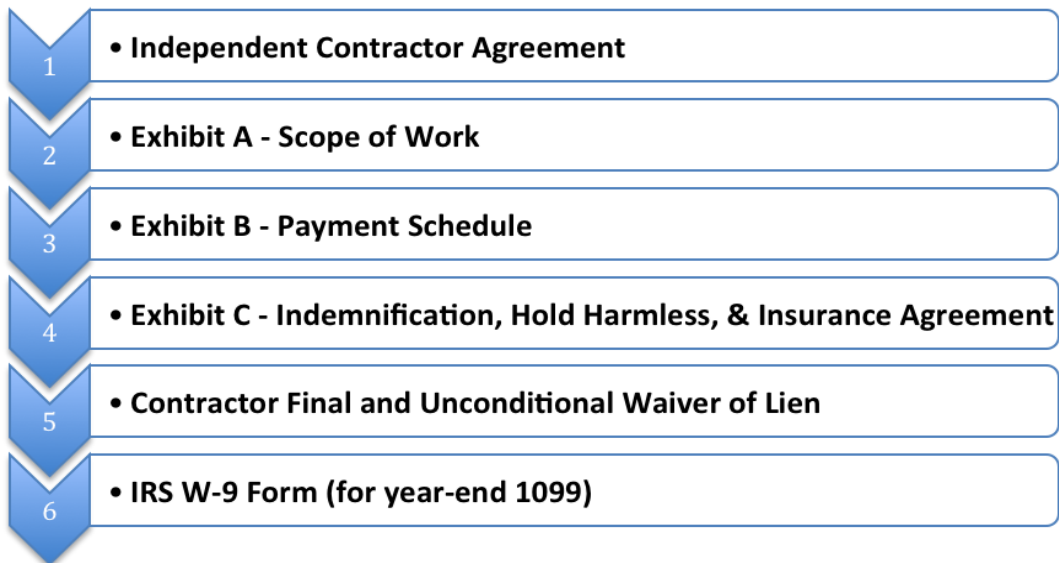 1
• Independent Contractor Agreement
2
• Exhibit A - Scope of Work
3
• Exhibit B - Payment Schedule
4
• Exhibit C - Indemnification, Hold Harmless, & Insurance Agreement
5
• Contractor Final and Unconditional Waiver of Lien
6
• IRS W-9 Form (for year-end 1099)